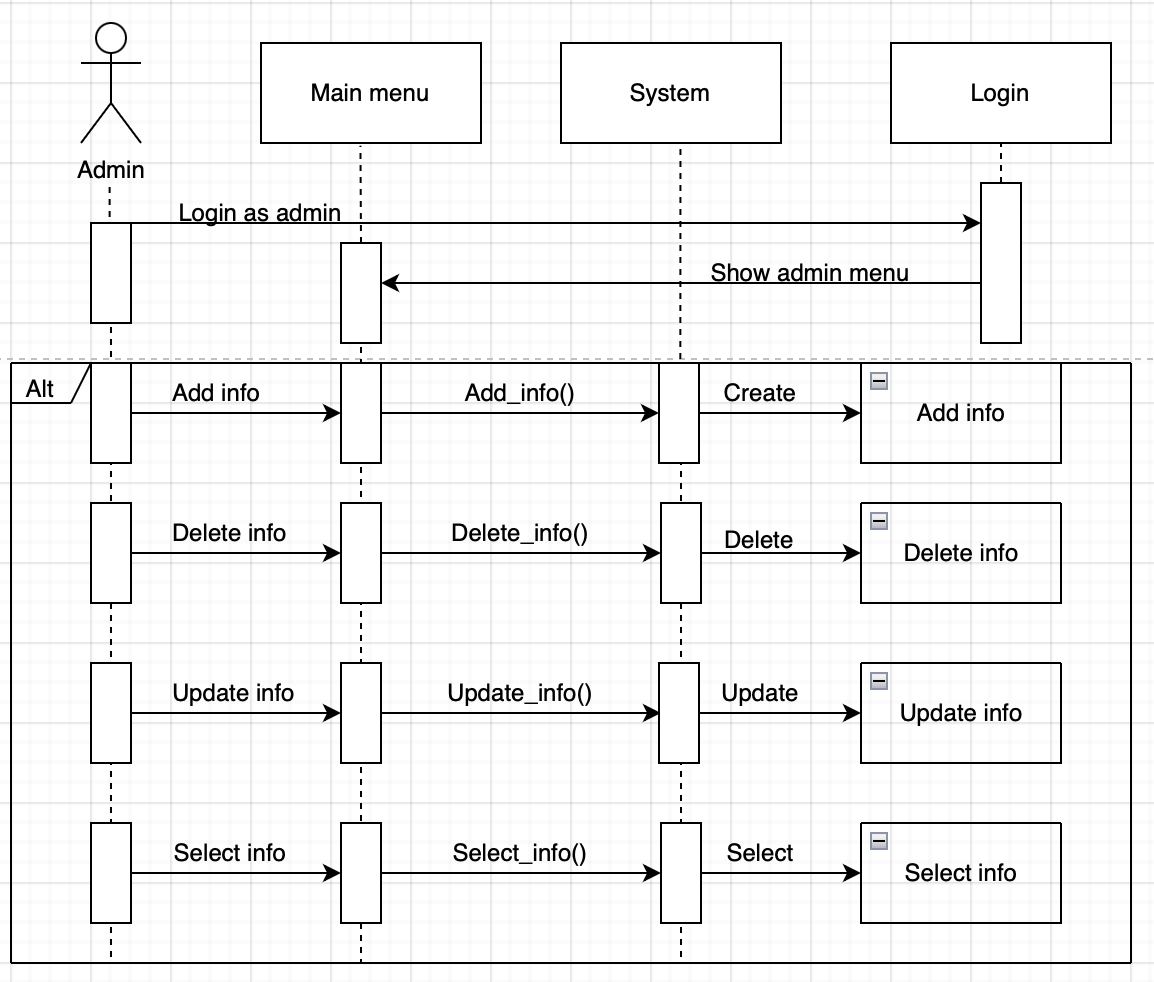 Main menu
System
Login
Admin
Login as admin
Show admin menu
Alt
Add info
Add_info()
Create
Add info
Delete info
Delete_info()
Delete
Delete info
Update info
Update_info()
Update
Update info
Select info
Select_info()
Select
Select info